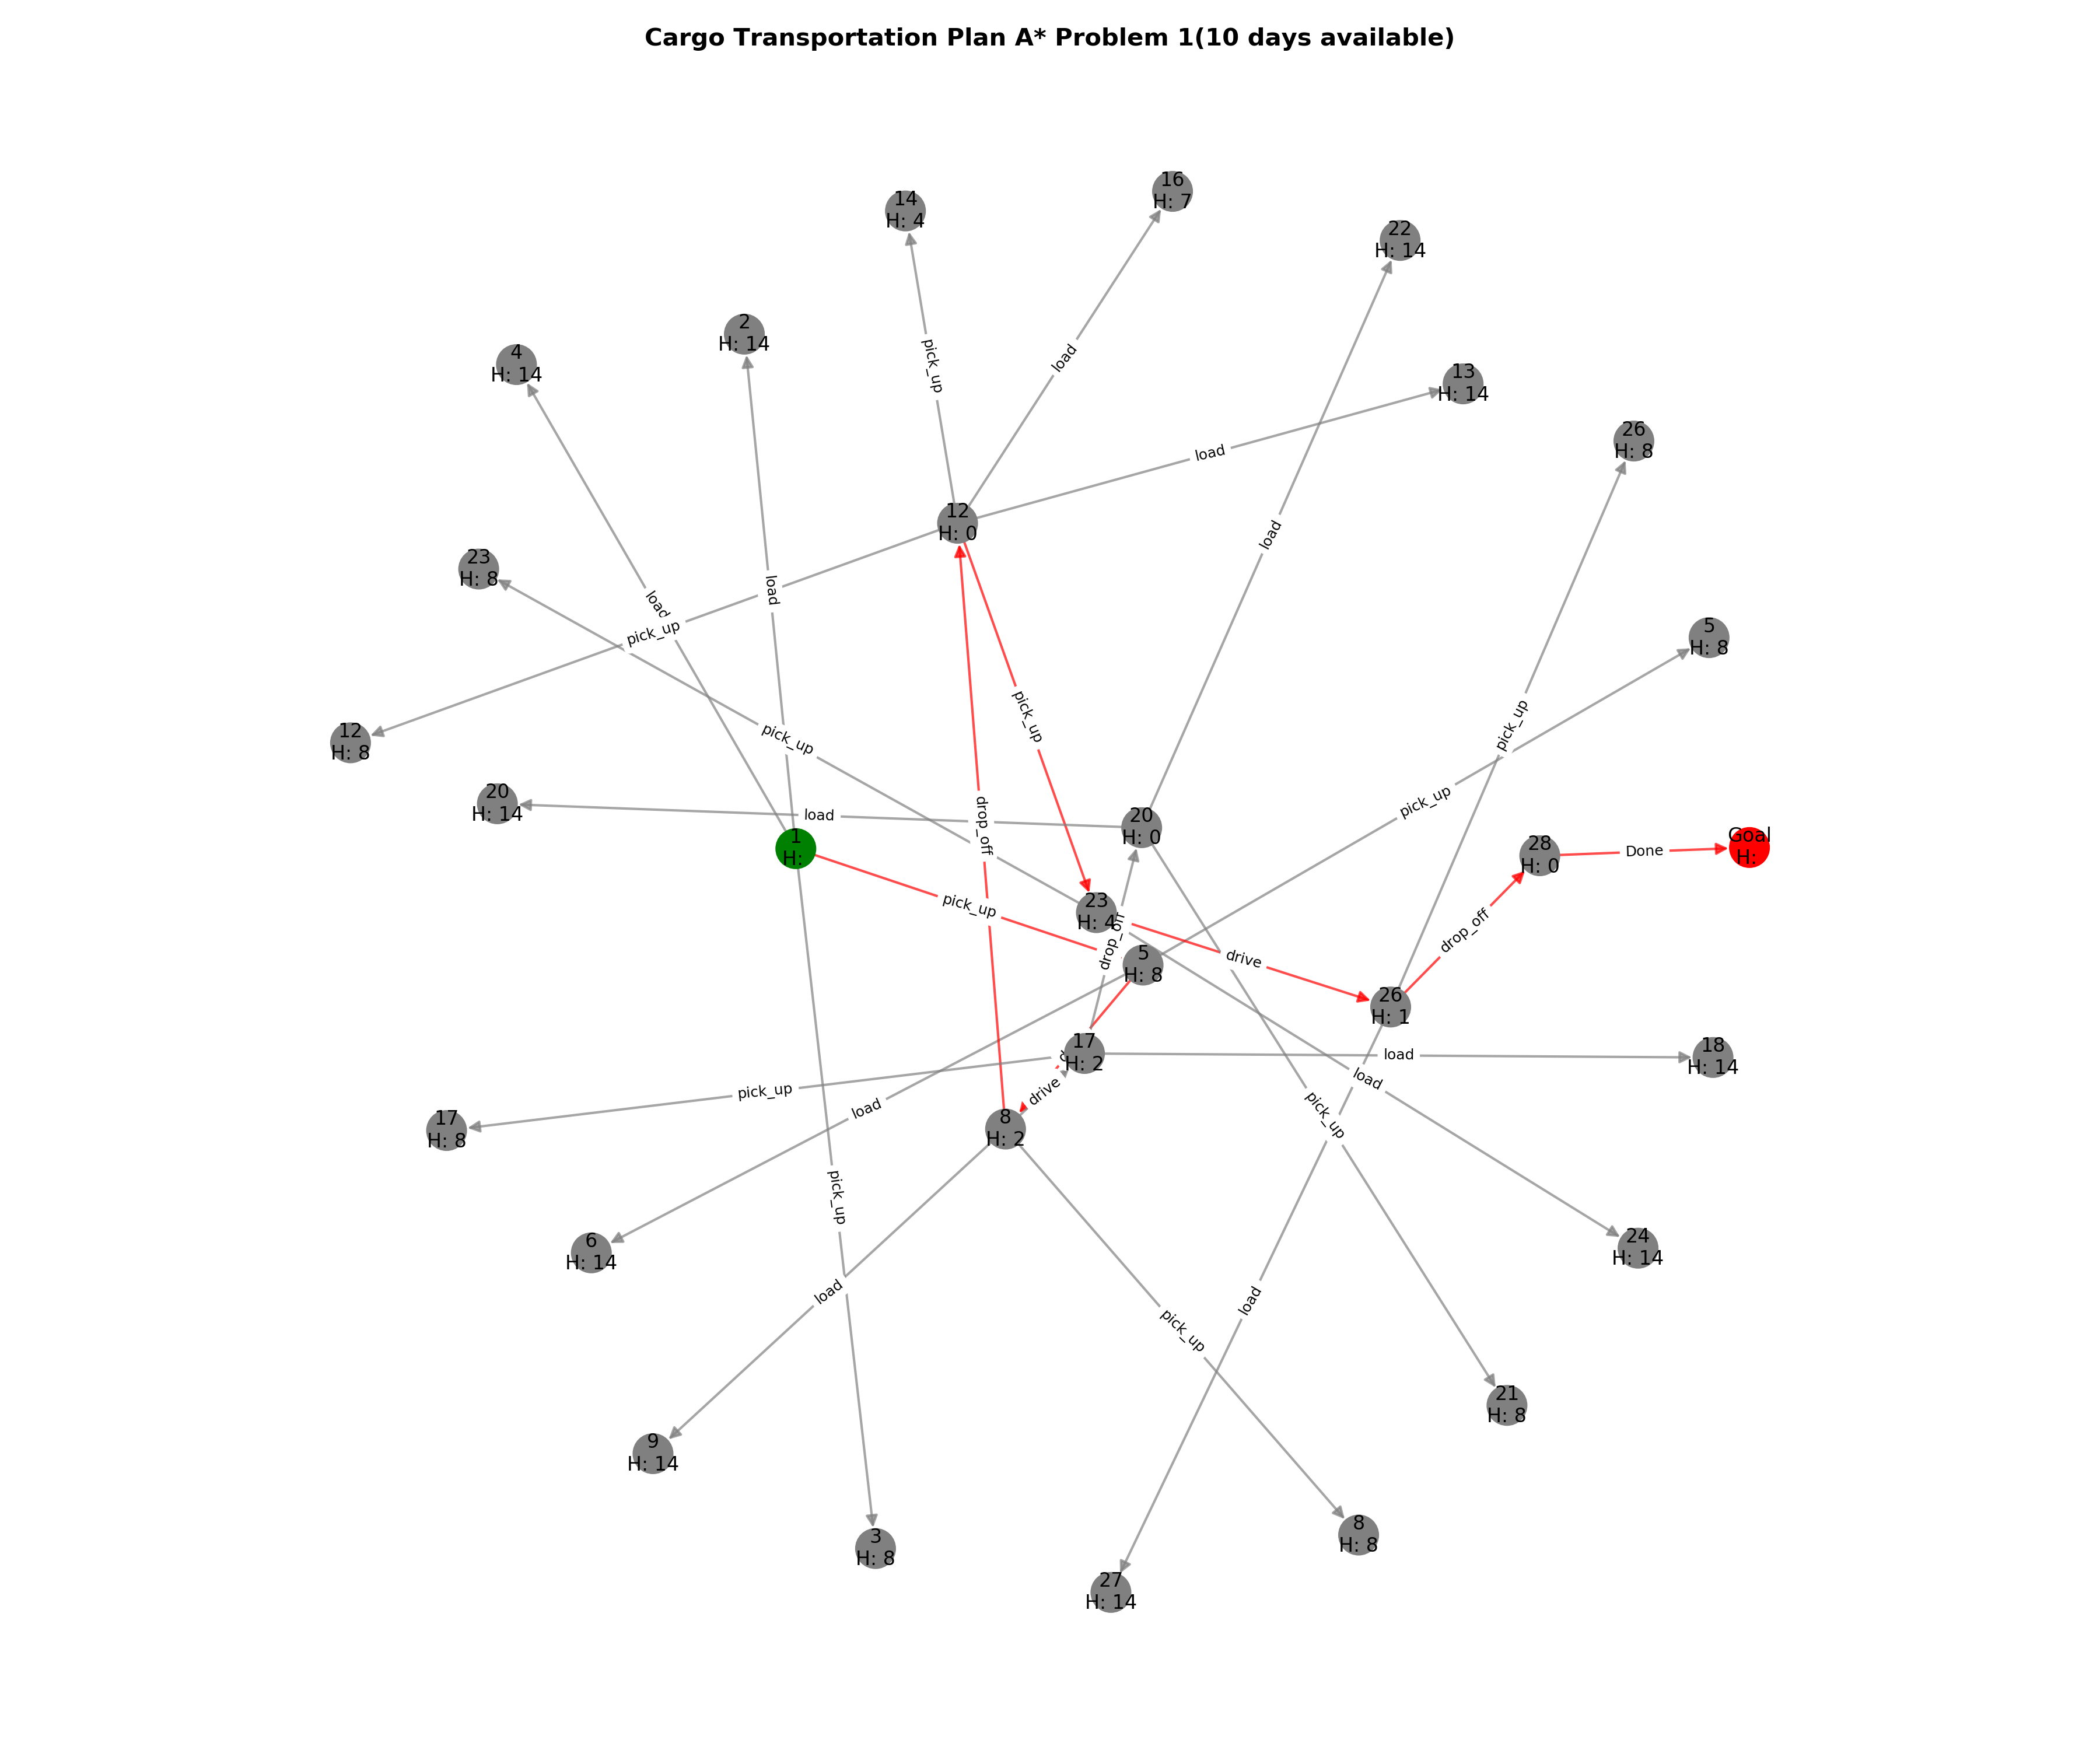 Cargo Transportation Plan A* Problem 1(10 days available)
16
H: 7
14
H: 4
22
H: 14
2
H: 14
4
H: 14
pick_up
load
13
H: 14
26
H: 8
load
12
H: 0
load
23
H: 8
load
load
pick_up
5
H: 8
pick_up
pick_up
pick_up
12
H: 8
20
H: 14
load
drop_off
20
H: 0
pick_up
1
H:
28
H: 0
Done
Goal
H:
pick_up
23
H: 4
drop_off
drop_off
drive
5
H: 8
26
H: 1
17
H: 2
load
18
H: 14
load
drive
pick_up
17
H: 8
load
8
H: 2
pick_up
pick_up
6
H: 14
24
H: 14
load
load
pick_up
21
H: 8
9
H: 14
3
H: 8
8
H: 8
27
H: 14